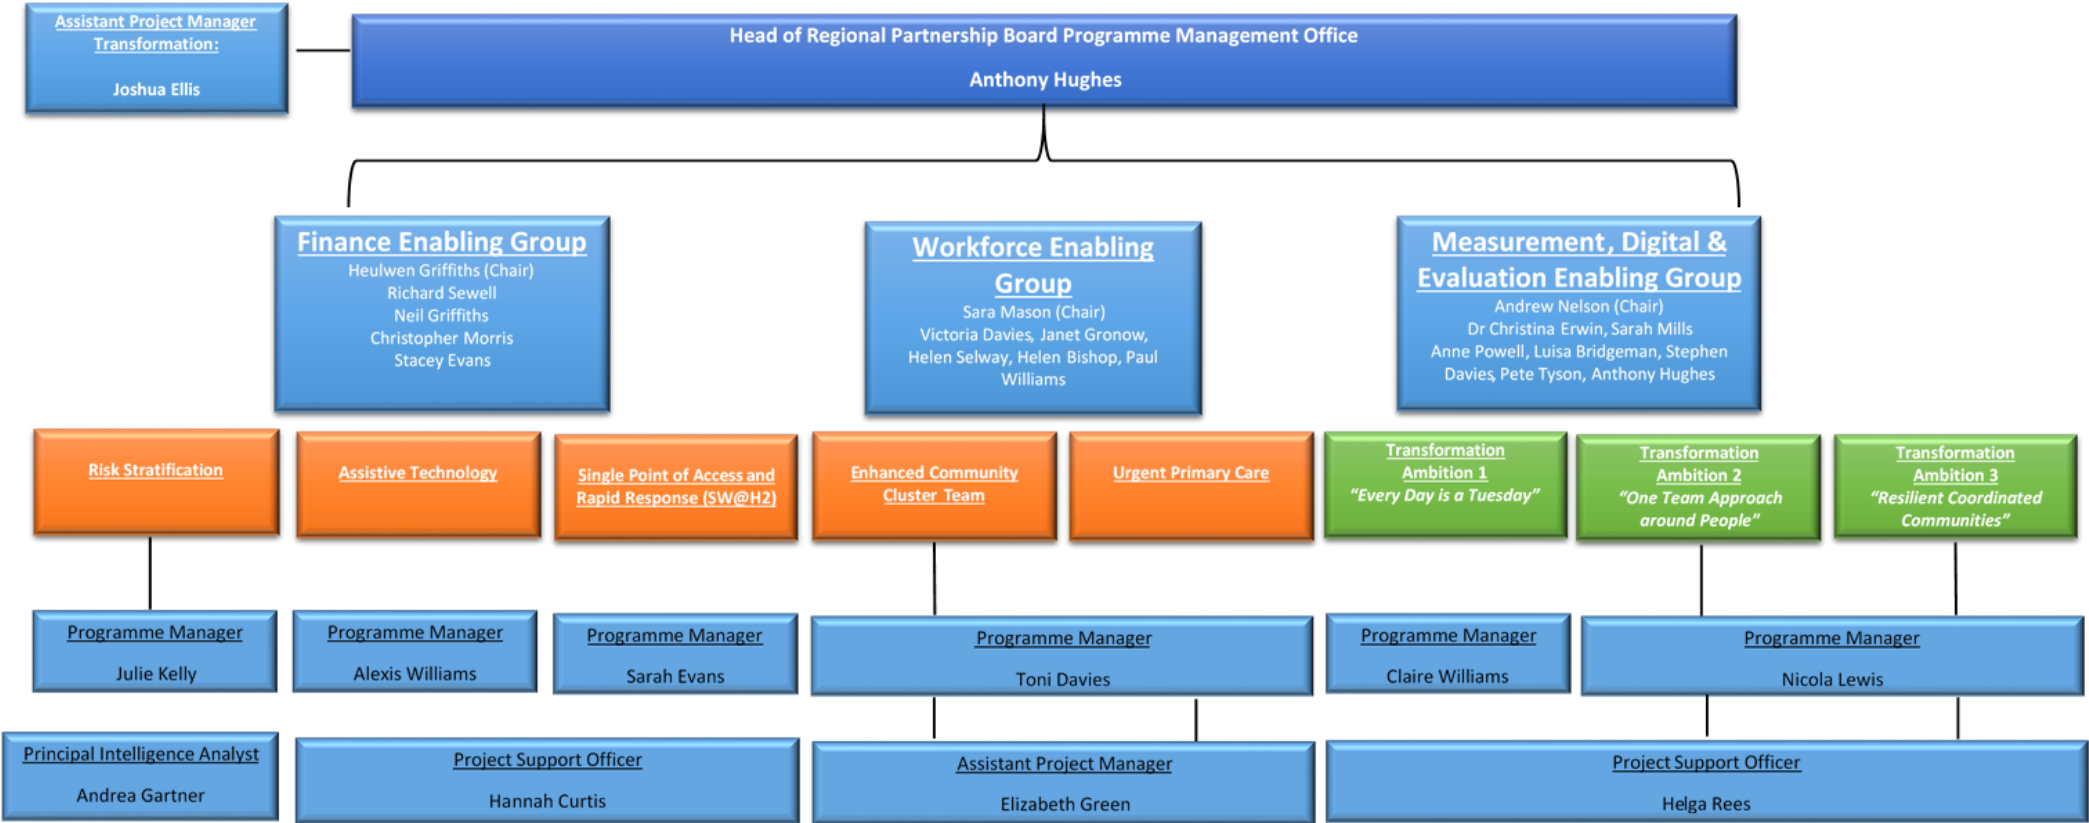 Assistant Project Manager
Transformation:
Joshua Ellis
Head of Regional Partnership Board Programme Management Office
Anthony Hughes
Finance Enabling Group
Heulwen Griffiths (Chair)
Richard Sewell
Neil Griffiths
Christopher Morris
Stacey Evans
Workforce Enabling
Group
Sara Mason (Chair)
Victoria Davies, Janet Gronow,
Helen Selway, Helen Bishop, Paul
Williams
Measurement, Digital &
Evaluation Enabling Group
Andrew Nelson (Chair)
Dr Christina Erwin, Sarah Mills
Anne Powell, Luisa Bridgeman, Stephen
Davies, Pete Tyson, Anthony Hughes
Risk Stratification
Assistive Technology
Single Point of Access and
Rapid Response (SW@H2)
Enhanced Community
Cluster Team
Urgent Primary Care
Transformation
Ambition 1
“Every Day is a Tuesday”
Transformation
Ambition 2
“One Team Approach
around People”
Transformation
Ambition 3
“Resilient Coordinated
Communities”
Programme Manager
Julie Kelly
Programme Manager
Alexis Williams
Programme Manager
Sarah Evans
Programme Manager
Toni Davies
Programme Manager
Claire Williams
Programme Manager
Nicola Lewis
Principal Intelligence Analyst
Andrea Gartner
Project Support Officer
Hannah Curtis
Assistant Project Manager
Elizabeth Green
Project Support Officer
Helga Rees